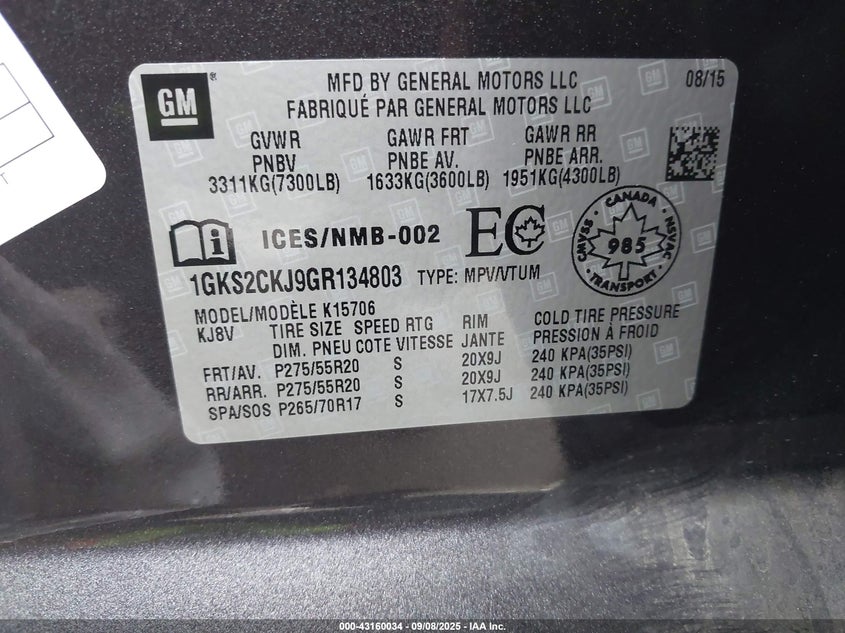 GM
MFD BY GENERAL MOTORS LLC 08/15
FABRIQUÉ PAR GENERAL MOTORS LLC
GVWR GAWR FRT GAWR RR
PNBV PNBE AV. PNBE ARR.
3311KG(7300LB) 1633KG(3600LB) 1951KG(4300LB)
ICES/NMB-002 EC
CANADA CMVSS NSVAC TRANSPORT 985
1GKS2CKJ9GR134803 TYPE: MPV/VTUM
MODEL/MODÈLE K15706
KJ8V TIRE SIZE SPEED RTG RIM COLD TIRE PRESSURE
DIM. PNEU COTE VITESSE JANTE PRESSION À FROID
FRT/AV. P275/55R20 S 20X9J 240 KPA(35PSI)
RR/ARR. P275/55R20 S 20X9J 240 KPA(35PSI)
SPA/SOS P265/70R17 S 17X7.5J 240 KPA(35PSI)
000-43160034 - 09/08/2025 - IAA Inc.